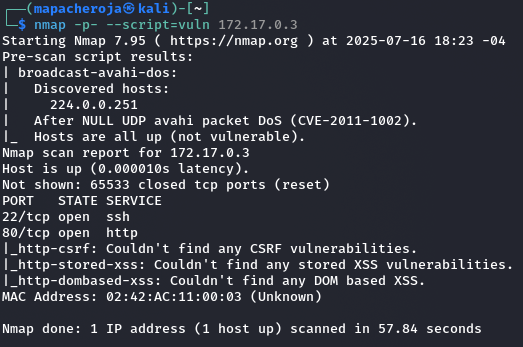 ┌──(mapacheroja㉿kali)-[~]
└─$ nmap -p- --script=vuln 172.17.0.3
Starting Nmap 7.95 ( https://nmap.org ) at 2025-07-16 18:23 -04
Pre-scan script results:
| broadcast-avahi-dos:
|   Discovered hosts:
|     224.0.0.251
|   After NULL UDP avahi packet DoS (CVE-2011-1002).
|_  Hosts are all up (not vulnerable).
Nmap scan report for 172.17.0.3
Host is up (0.000010s latency).
Not shown: 65533 closed tcp ports (reset)
PORT   STATE SERVICE
22/tcp open  ssh
80/tcp open  http
|_http-csrf: Couldn't find any CSRF vulnerabilities.
|_http-stored-xss: Couldn't find any stored XSS vulnerabilities.
|_http-dombased-xss: Couldn't find any DOM based XSS.
MAC Address: 02:42:AC:11:00:03 (Unknown)

Nmap done: 1 IP address (1 host up) scanned in 57.84 seconds